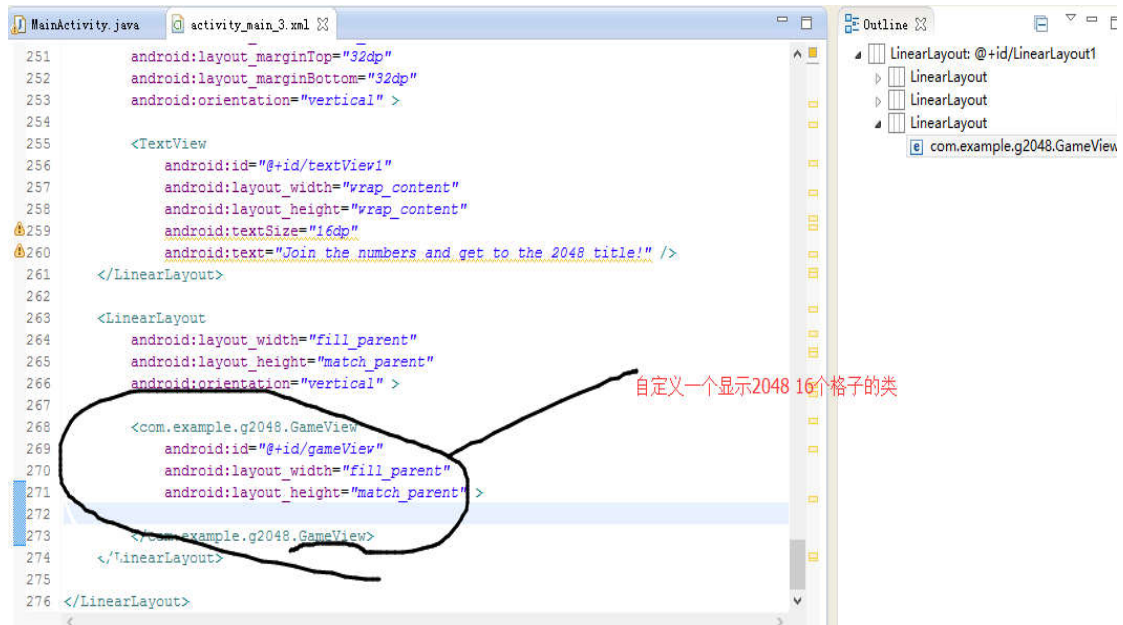 MainActivity.java
activity_main_3.xml
251 android:layout_marginTop="32dp"
252 android:layout_marginBottom="32dp"
253 android:orientation="vertical" >
254
255 <TextView
256 android:id="@+id/textView1"
257 android:layout_width="wrap_content"
258 android:layout_height="wrap_content"
259 android:textSize="16dp"
260 android:text="Join the numbers and get to the 2048 title!" />
261 </LinearLayout>
262
263 <LinearLayout
264 android:layout_width="fill_parent"
265 android:layout_height="match_parent"
266 android:orientation="vertical" >
267
268 <com.example.g2048.GameView
269 android:id="@+id/gameView"
270 android:layout_width="fill_parent"
271 android:layout_height="match_parent" >
272
273 </com.example.g2048.GameView>
274 </LinearLayout>
275
276 </LinearLayout>
自定义一个显示2048 16个格子的类
Outline
LinearLayout: @+id/LinearLayout1
LinearLayout
LinearLayout
LinearLayout
com.example.g2048.GameView